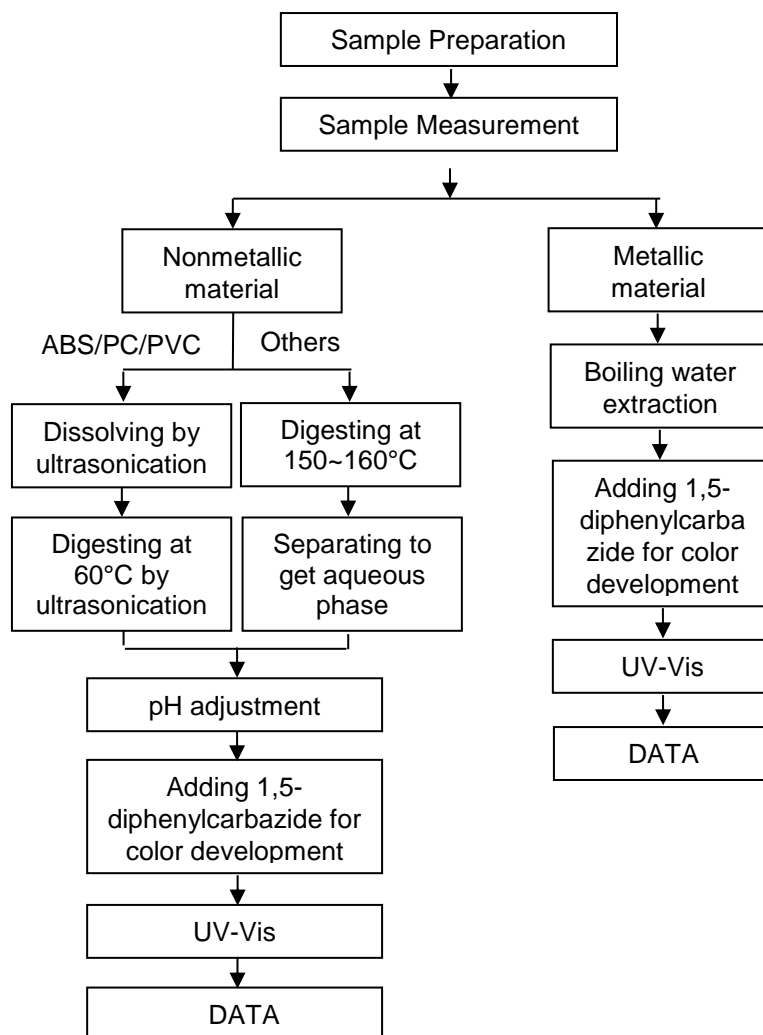 Sample Preparation
Sample Measurement
Nonmetallic
material
ABS/PC/PVC
Others
Dissolving by
ultrasonication
Digesting at
150~160°C
Digesting at
60°C by
ultrasonication
Separating to
get aqueous
phase
pH adjustment
Adding 1,5-
diphenylcarbazide for
color development
UV-Vis
DATA
Metallic
material
Boiling water
extraction
Adding 1,5-
diphenylcarba
zide for color
development
UV-Vis
DATA